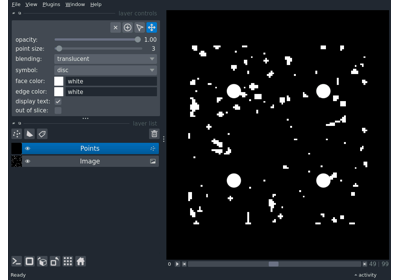 File View Plugins Window Help
layer controls
opacity: 1.00
point size: 3
blending: translucent
symbol: disc
face color: white
edge color: white
display text:
out of slice:
layer list
Points
Image
49 99
Ready
activity